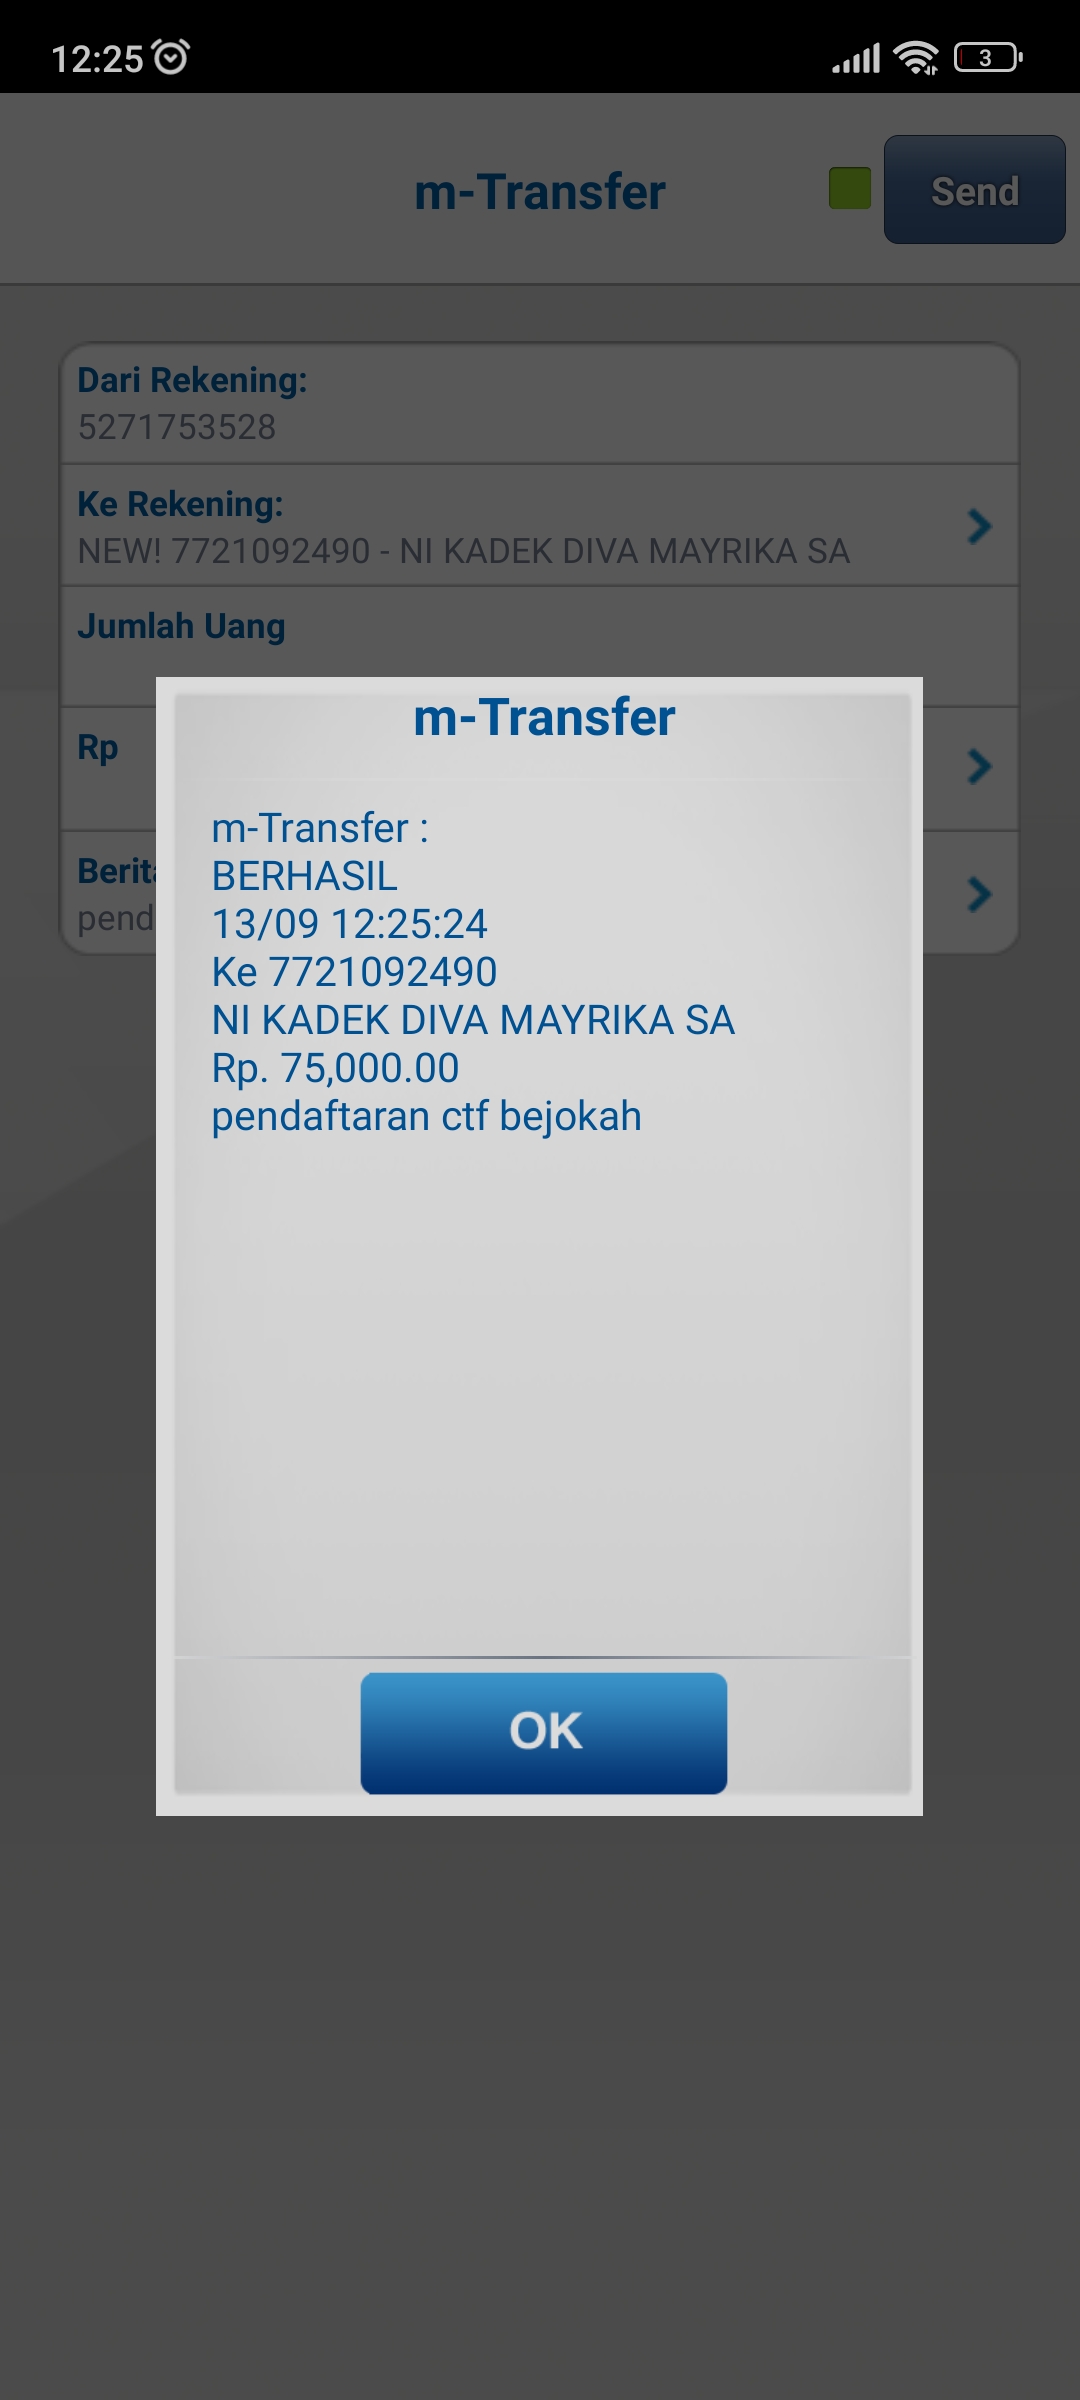 12:25
3
m-Transfer
Send
Dari Rekening:
5271753528
Ke Rekening:
NEW! 7721092490 - NI KADEK DIVA MAYRIKA SA
Jumlah Uang
Rp
Berita
pend
m-Transfer
m-Transfer :
BERHASIL
13/09 12:25:24
Ke 7721092490
NI KADEK DIVA MAYRIKA SA
Rp. 75,000.00
pendaftaran ctf bejokah
OK